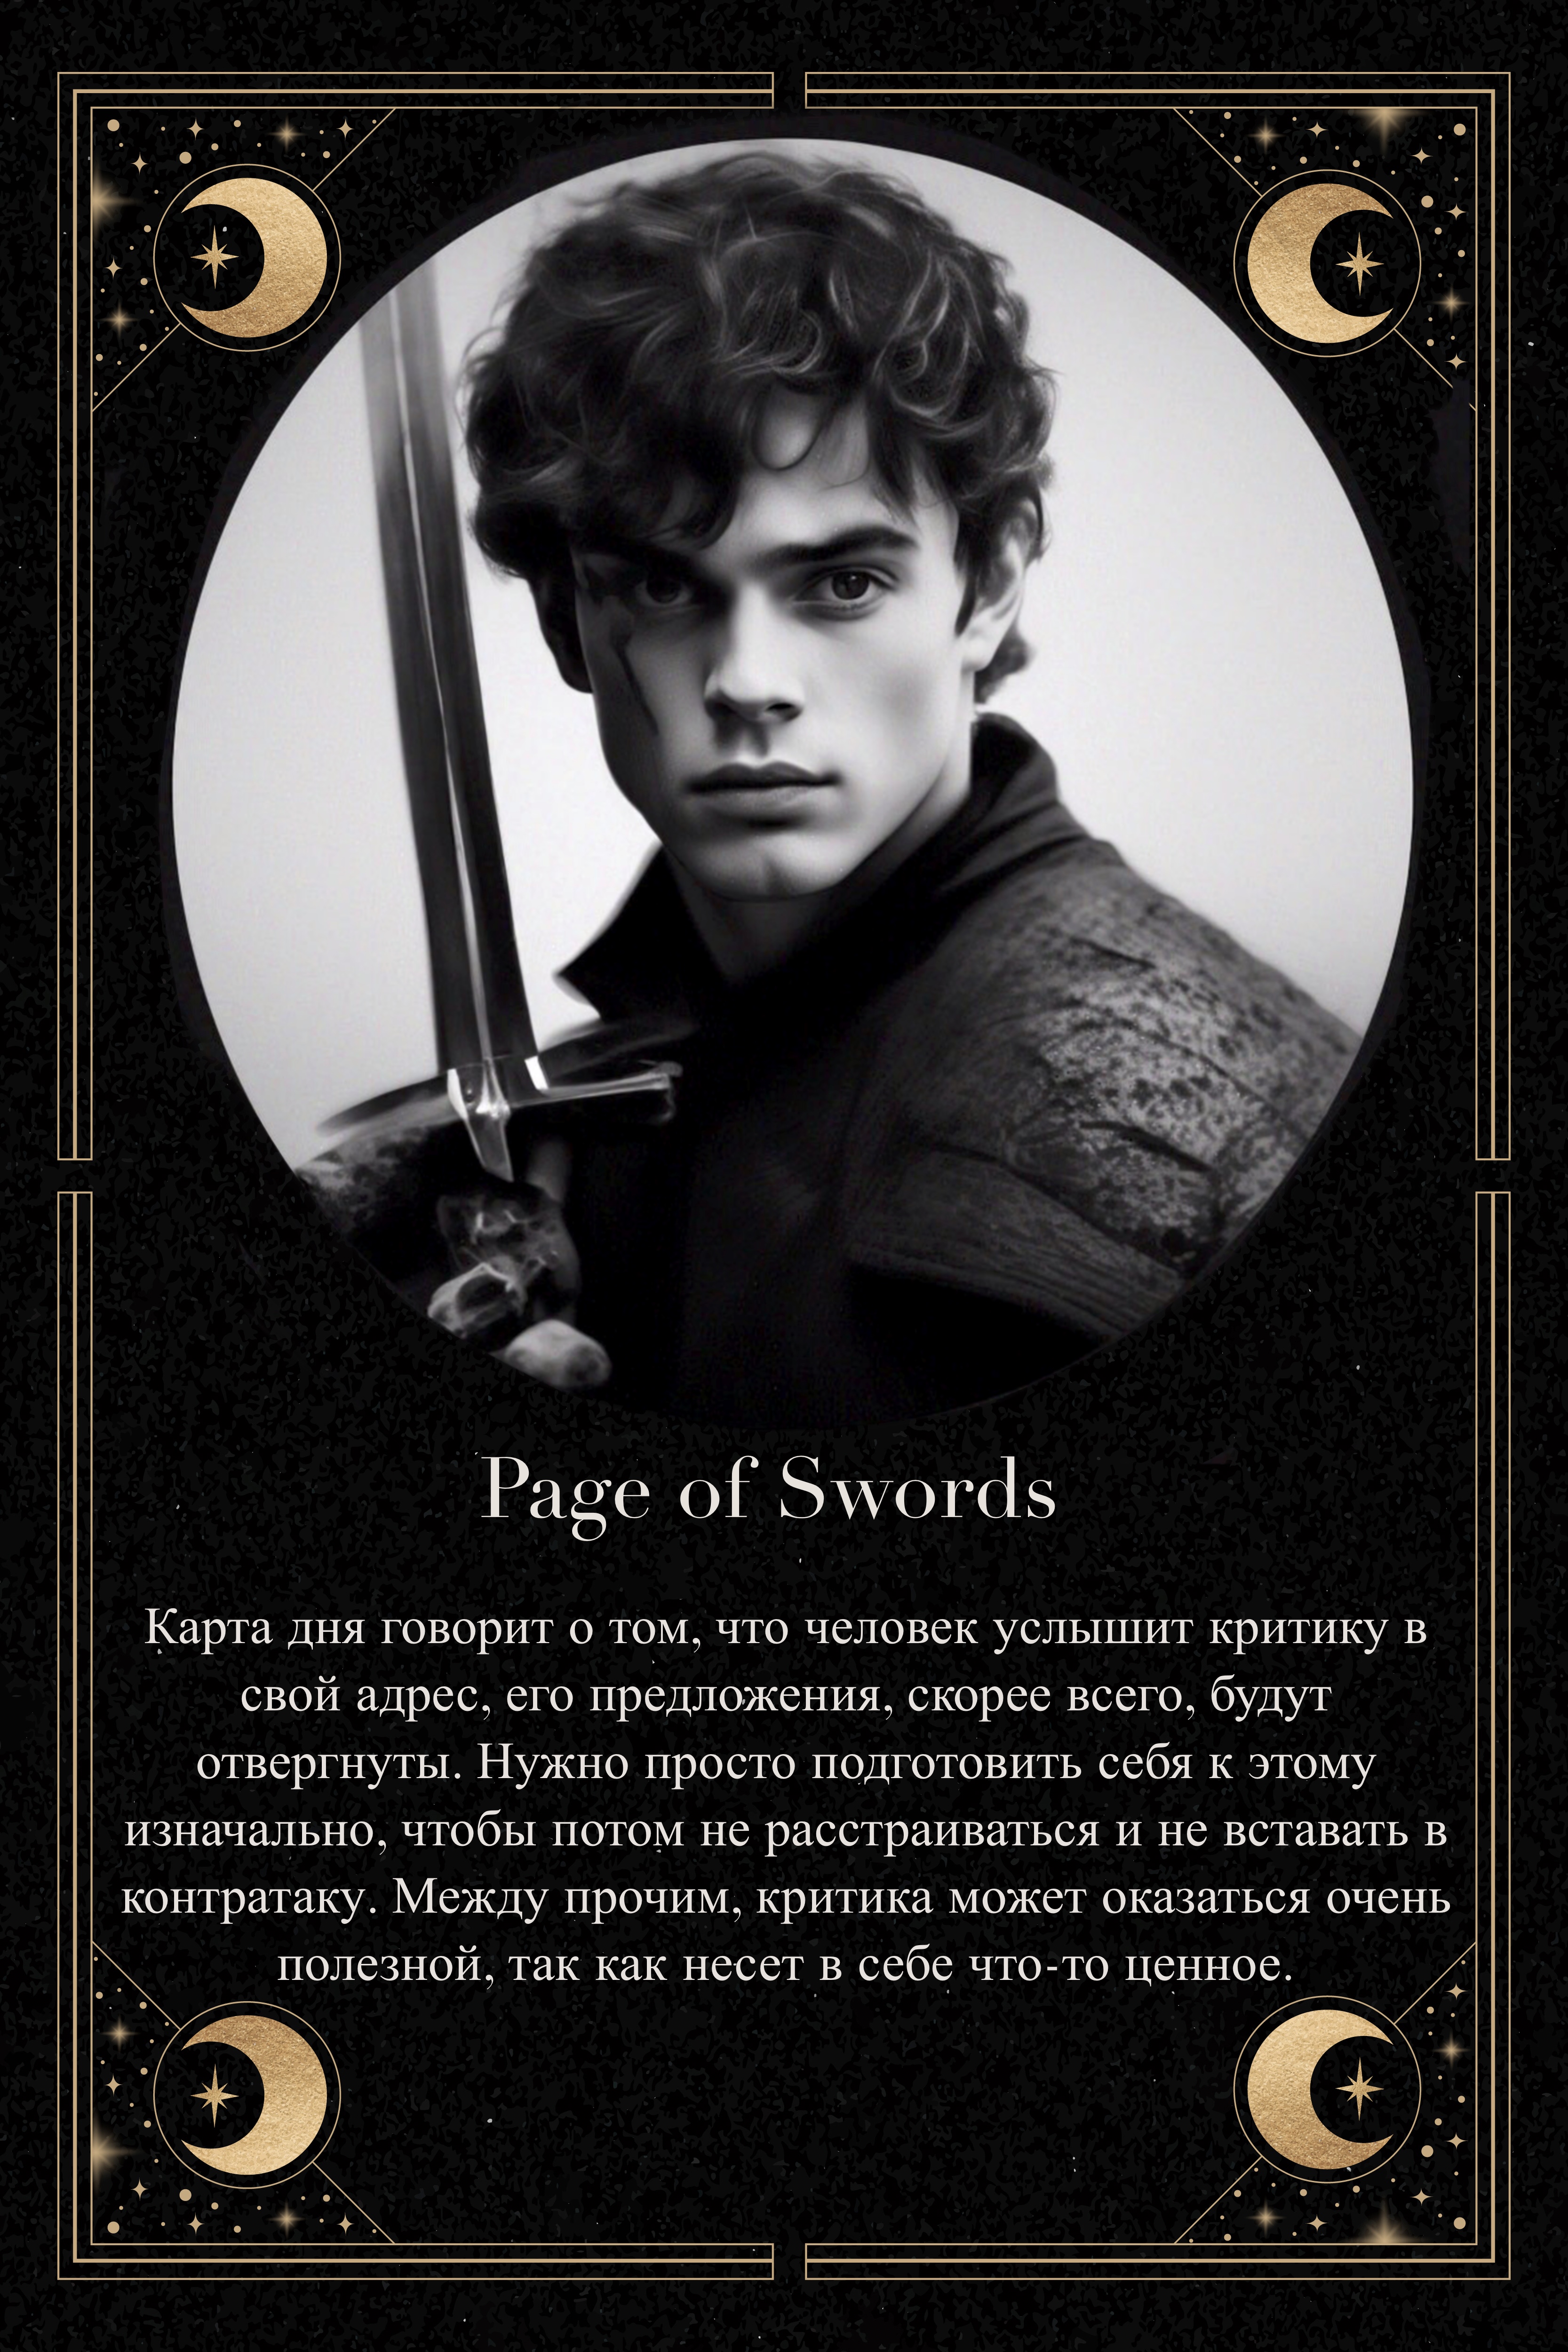 Page of Swords
Карта дня говорит о том, что человек услышит критику в
свой адрес, его предложения, скорее всего, будут
отвергнуты. Нужно просто подготовить себя к этому
изначально, чтобы потом не расстраиваться и не вставать в
контратаку. Между прочим, критика может оказаться очень
полезной, так как несет в себе что-то ценное.